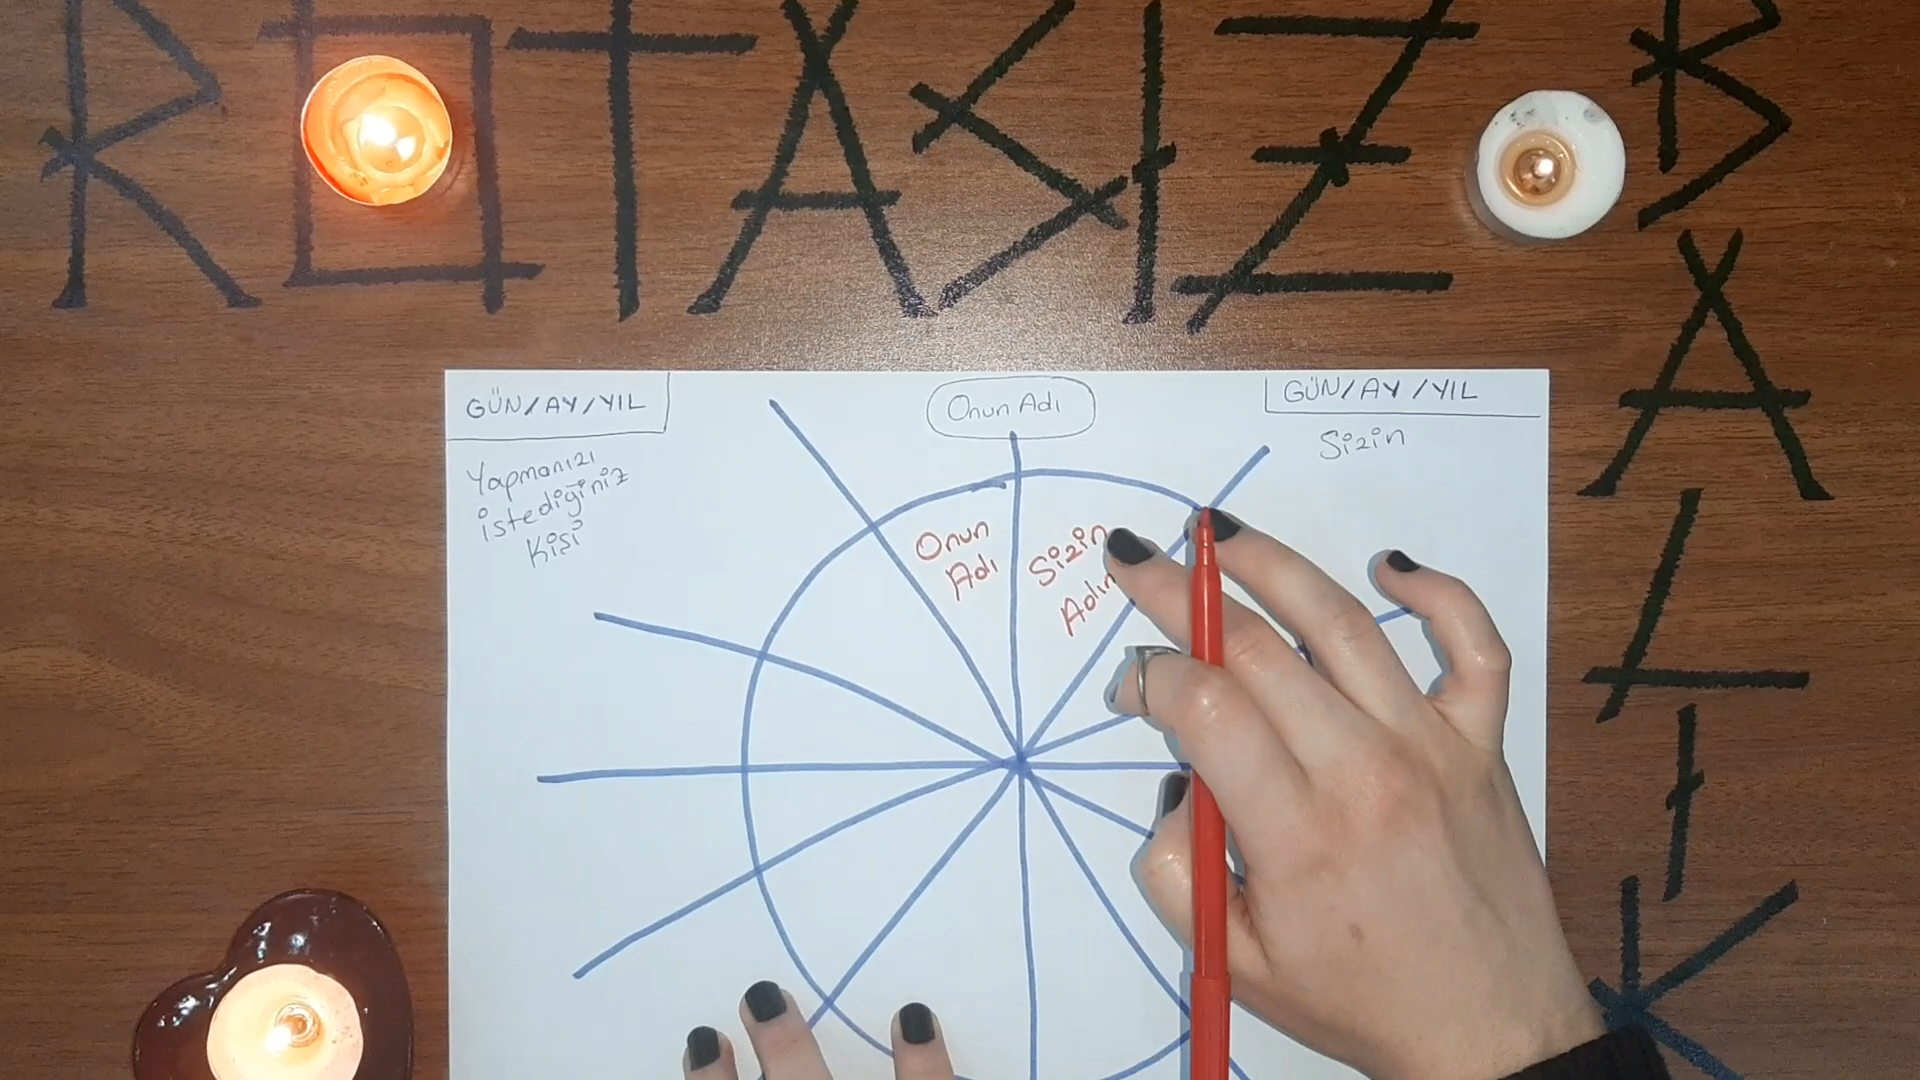 ROTASIZ
BALIK
GÜN/AY/YIL
Onun Adı
GÜN/AY/YIL
Sizin
Yapmanızı
istediğiniz
Kişi
Onun
Adı
Sizin
Adın